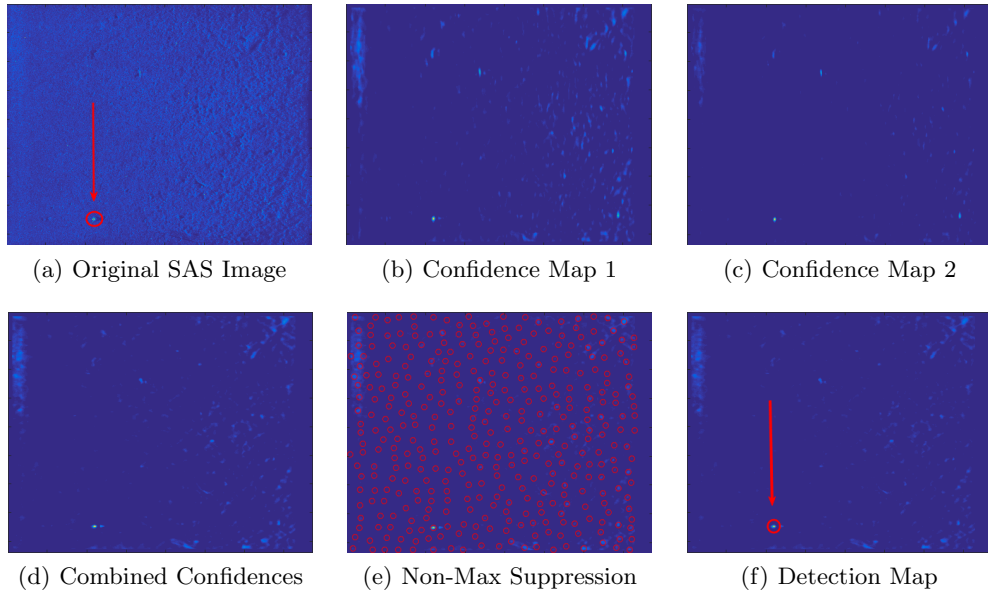 (a) Original SAS Image
(b) Confidence Map 1
(c) Confidence Map 2
(d) Combined Confidences
(e) Non-Max Suppression
(f) Detection Map